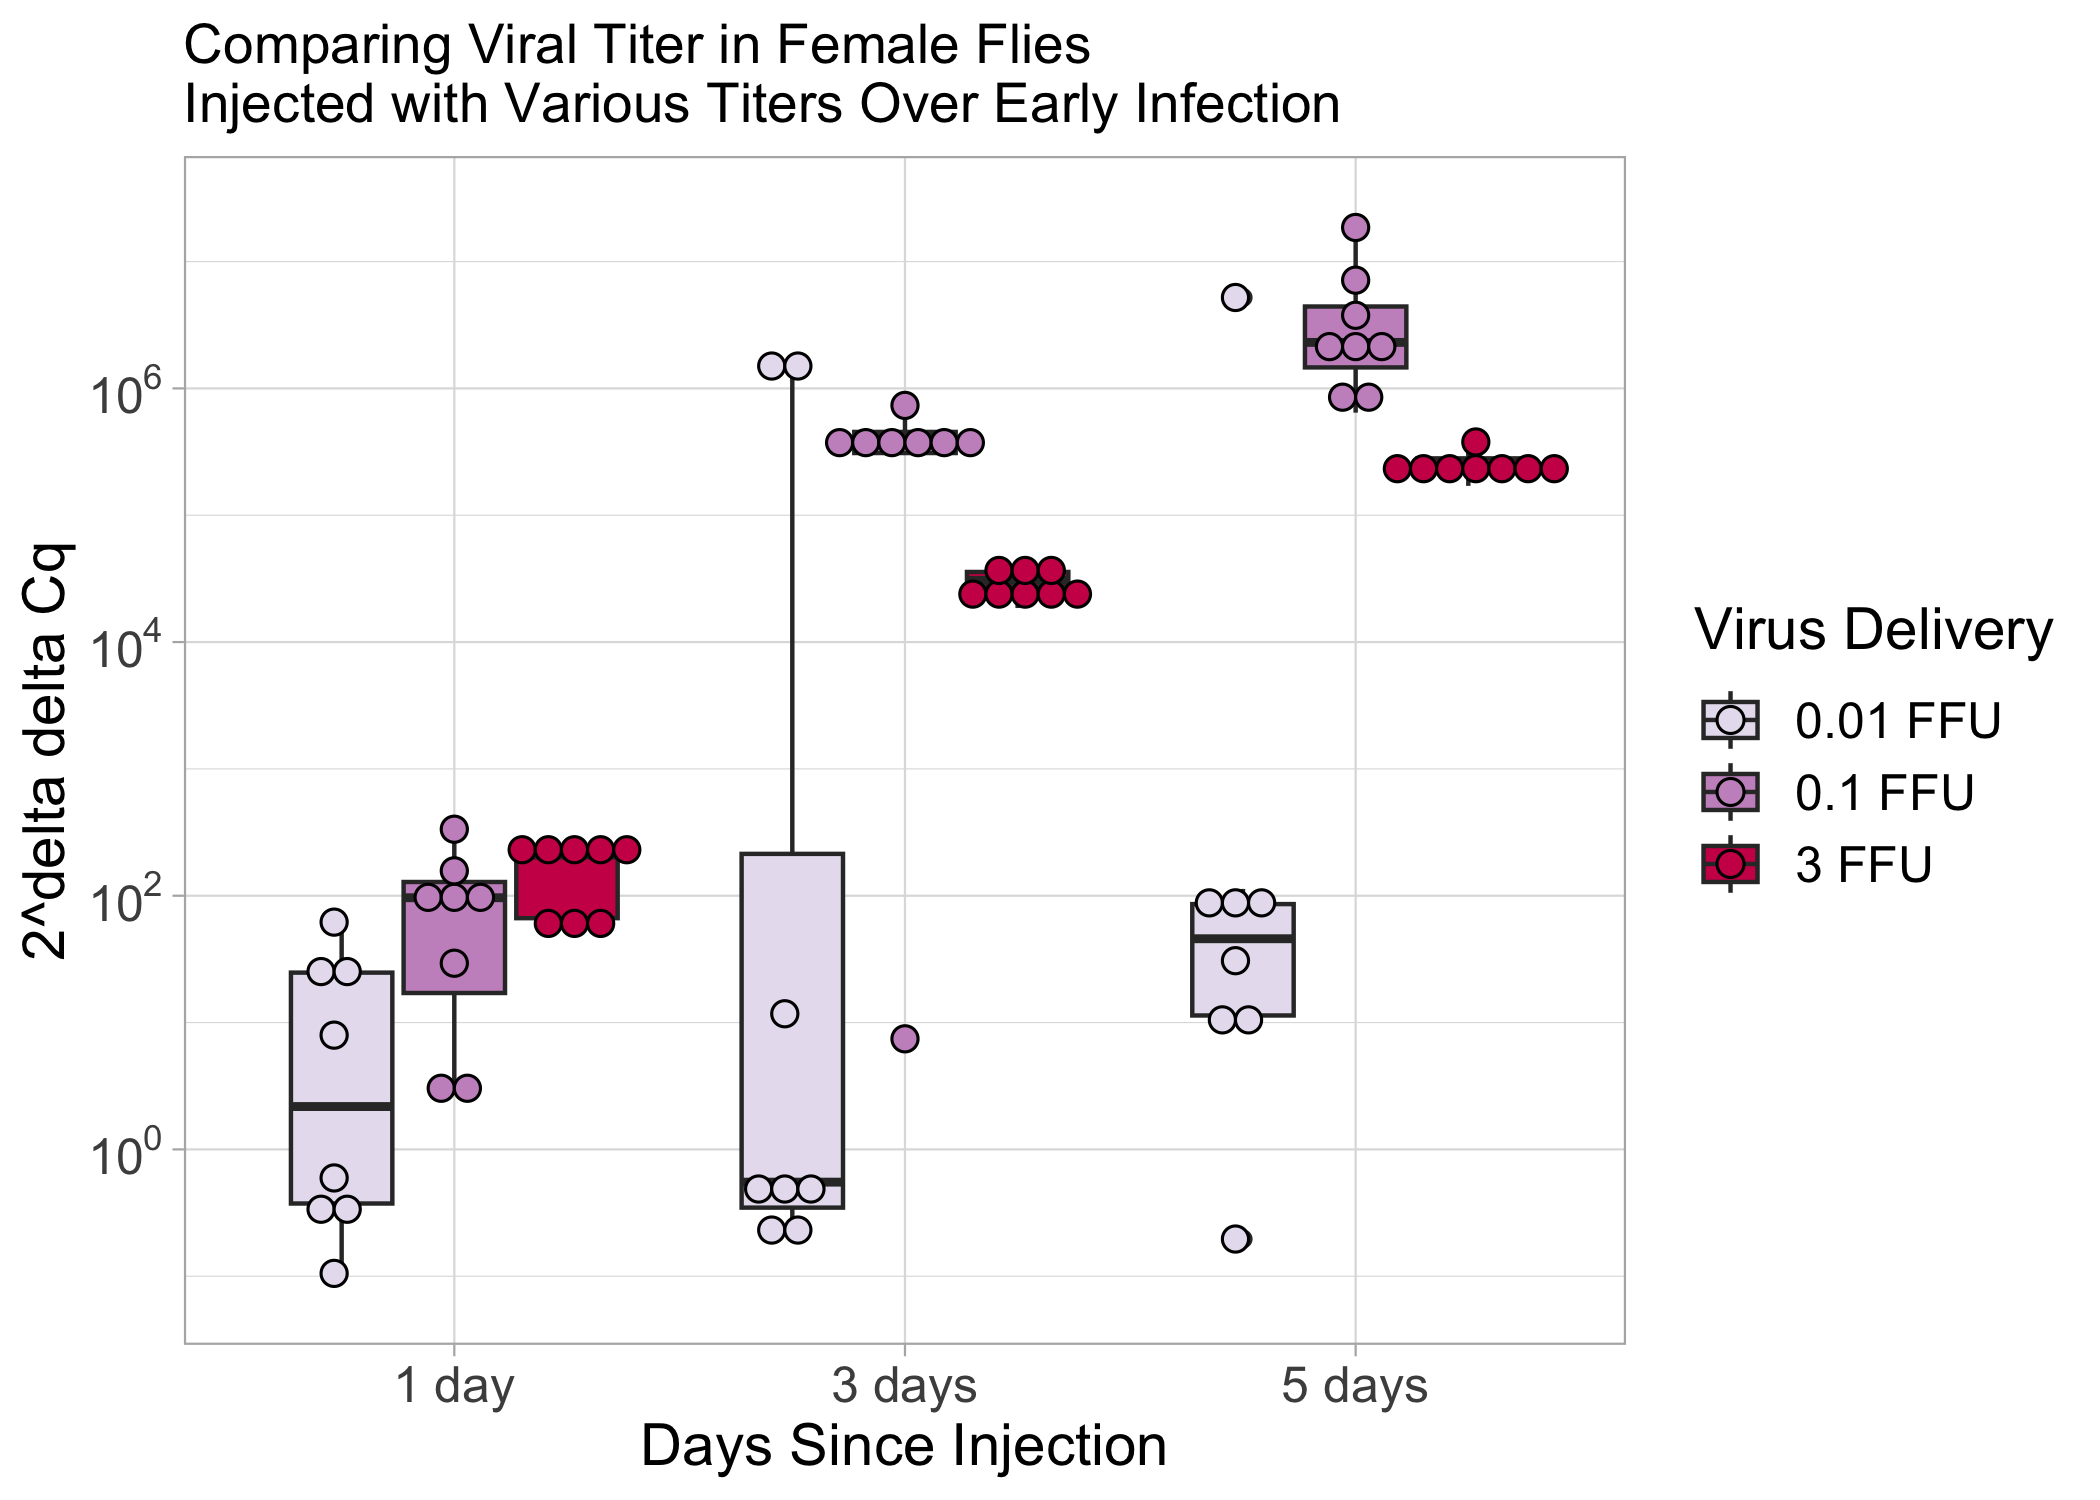 Comparing Viral Titer in Female Flies
Injected with Various Titers Over Early Infection
2^delta delta Cq
10^6
10^4
10^2
10^0
1 day
3 days
5 days
Days Since Injection
Virus Delivery
0.01 FFU
0.1 FFU
3 FFU